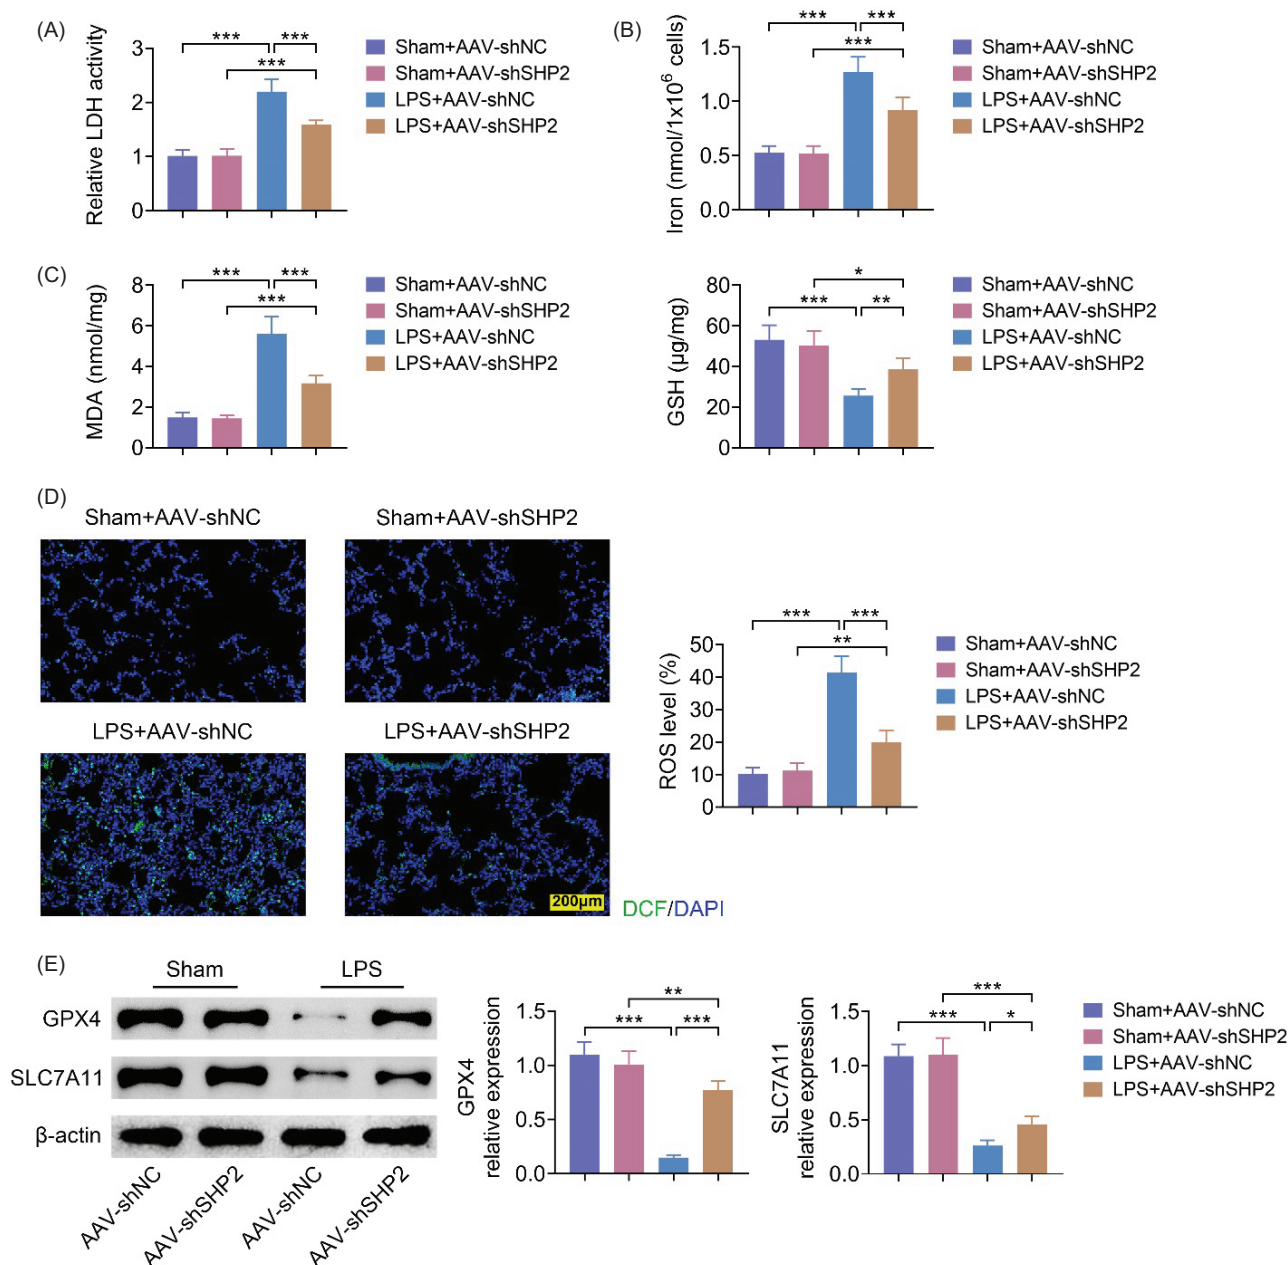 (A)
Relative LDH activity
3
2
1
0
***
***
***
Sham+AAV-shNC
Sham+AAV-shSHP2
LPS+AAV-shNC
LPS+AAV-shSHP2
(B)
Iron (nmol/1x10⁶ cells)
1.5
1.0
0.5
0.0
***
***
***
Sham+AAV-shNC
Sham+AAV-shSHP2
LPS+AAV-shNC
LPS+AAV-shSHP2
(C)
MDA (nmol/mg)
8
6
4
2
0
***
***
***
Sham+AAV-shNC
Sham+AAV-shSHP2
LPS+AAV-shNC
LPS+AAV-shSHP2
GSH (µg/mg)
80
60
40
20
0
*
***
**
Sham+AAV-shNC
Sham+AAV-shSHP2
LPS+AAV-shNC
LPS+AAV-shSHP2
(D)
Sham+AAV-shNC
Sham+AAV-shSHP2
LPS+AAV-shNC
LPS+AAV-shSHP2
200µm
DCF/DAPI
ROS level (%)
50
40
30
20
10
0
***
***
**
Sham+AAV-shNC
Sham+AAV-shSHP2
LPS+AAV-shNC
LPS+AAV-shSHP2
(E)
Sham
LPS
GPX4
SLC7A11
β-actin
AAV-shNC
AAV-shSHP2
AAV-shNC
AAV-shSHP2
GPX4
relative expression
1.5
1.0
0.5
0.0
**
***
***
SLC7A11
relative expression
1.5
1.0
0.5
0.0
***
***
*
Sham+AAV-shNC
Sham+AAV-shSHP2
LPS+AAV-shNC
LPS+AAV-shSHP2